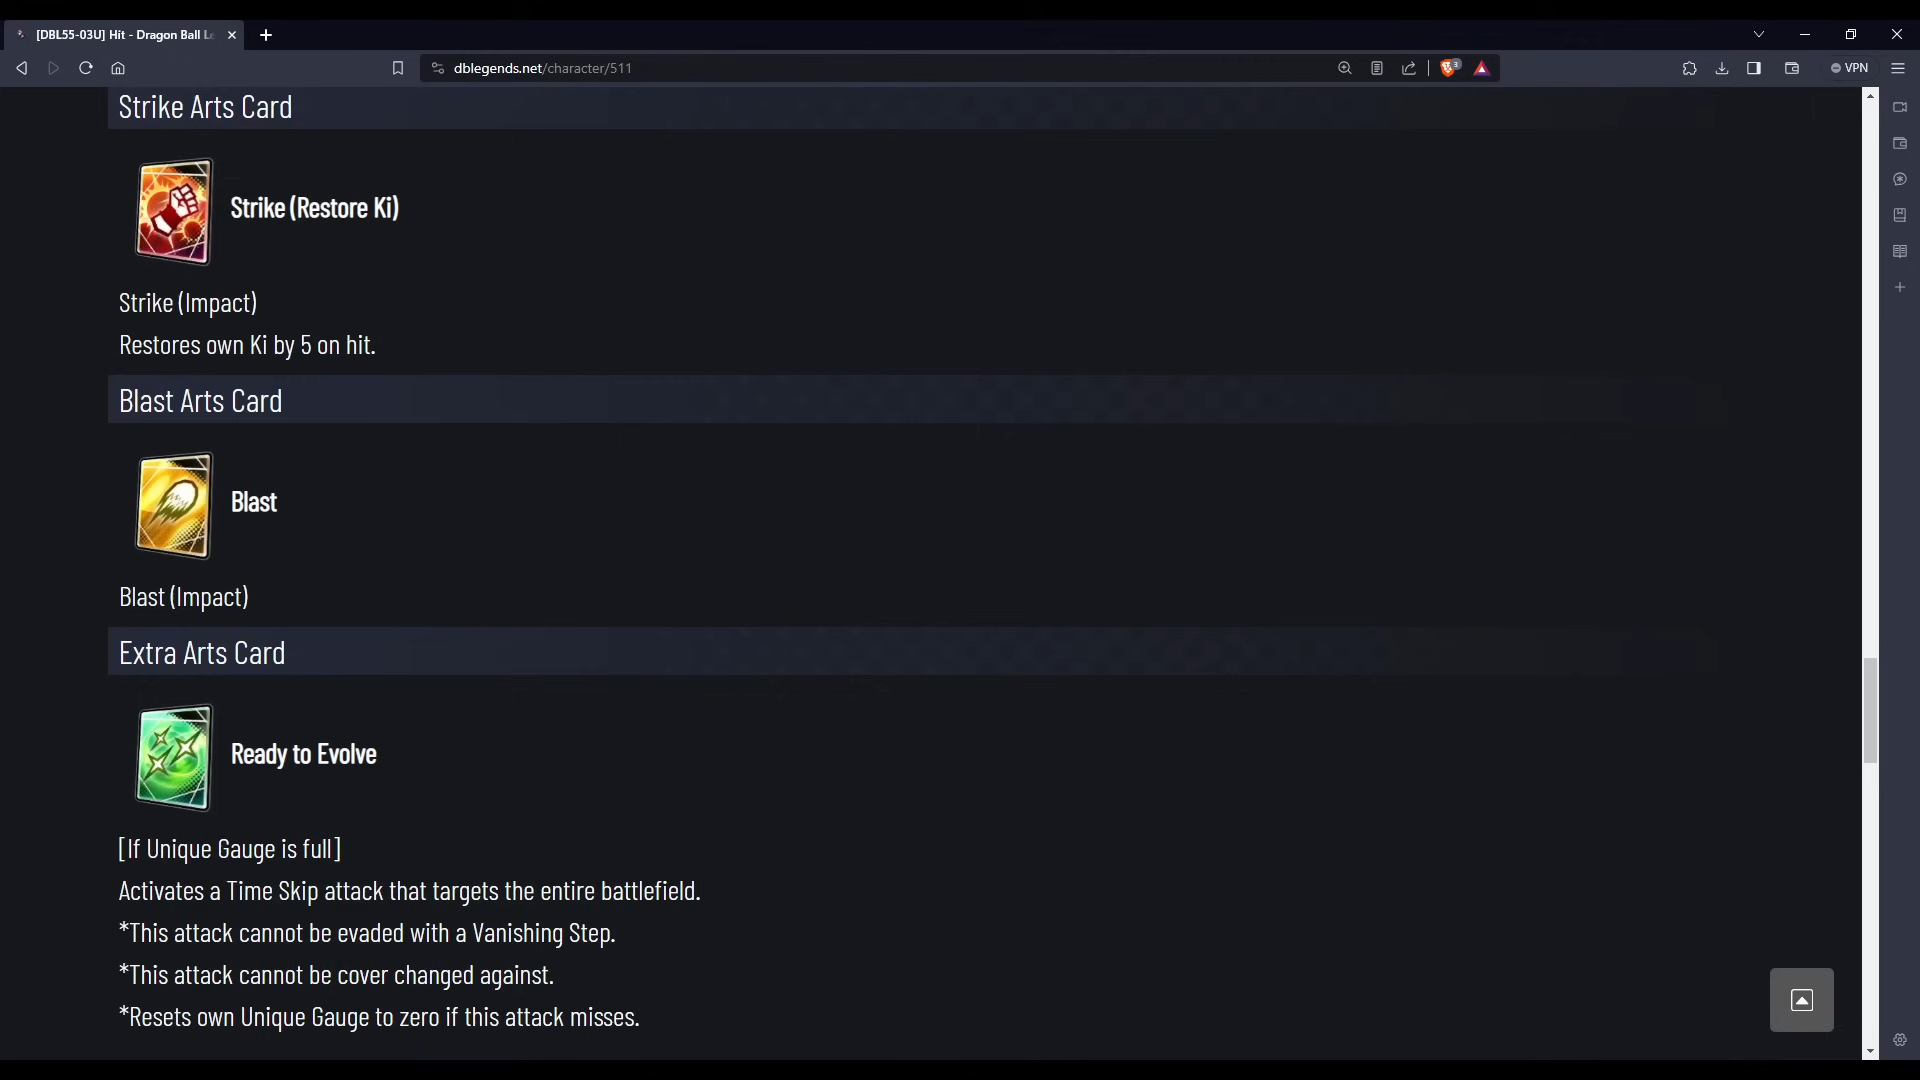 [DBL55-03U] Hit - Dragon Ball Le
dblegends.net/character/511
3
VPN
Strike Arts Card
Strike (Restore Ki)
Strike (Impact)
Restores own Ki by 5 on hit.
Blast Arts Card
Blast
Blast (Impact)
Extra Arts Card
Ready to Evolve
[If Unique Gauge is full]
Activates a Time Skip attack that targets the entire battlefield.
*This attack cannot be evaded with a Vanishing Step.
*This attack cannot be cover changed against.
*Resets own Unique Gauge to zero if this attack misses.